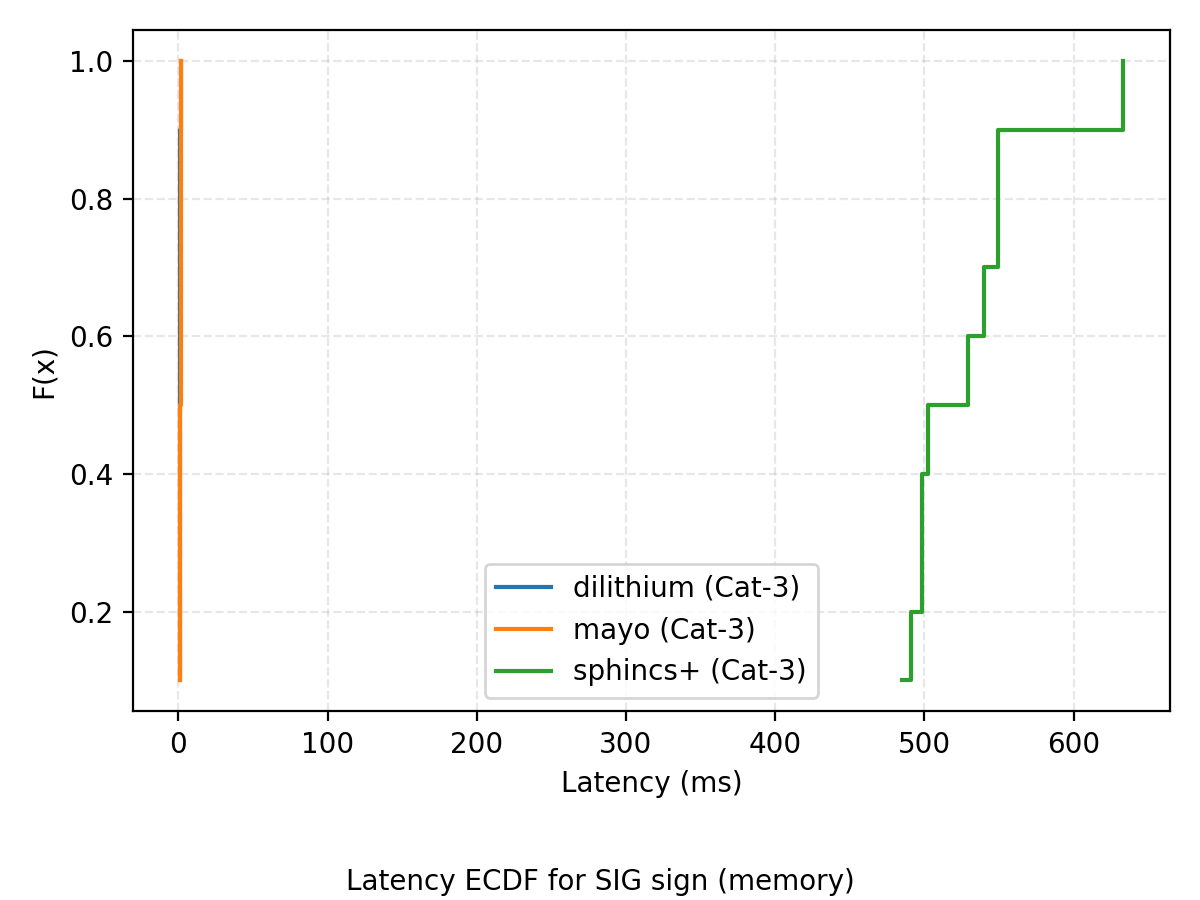 1.0
0.8
0.6
0.4
0.2
F(x)
dilithium (Cat-3)
mayo (Cat-3)
sphincs+ (Cat-3)
0 100 200 300 400 500 600
Latency (ms)
Latency ECDF for SIG sign (memory)